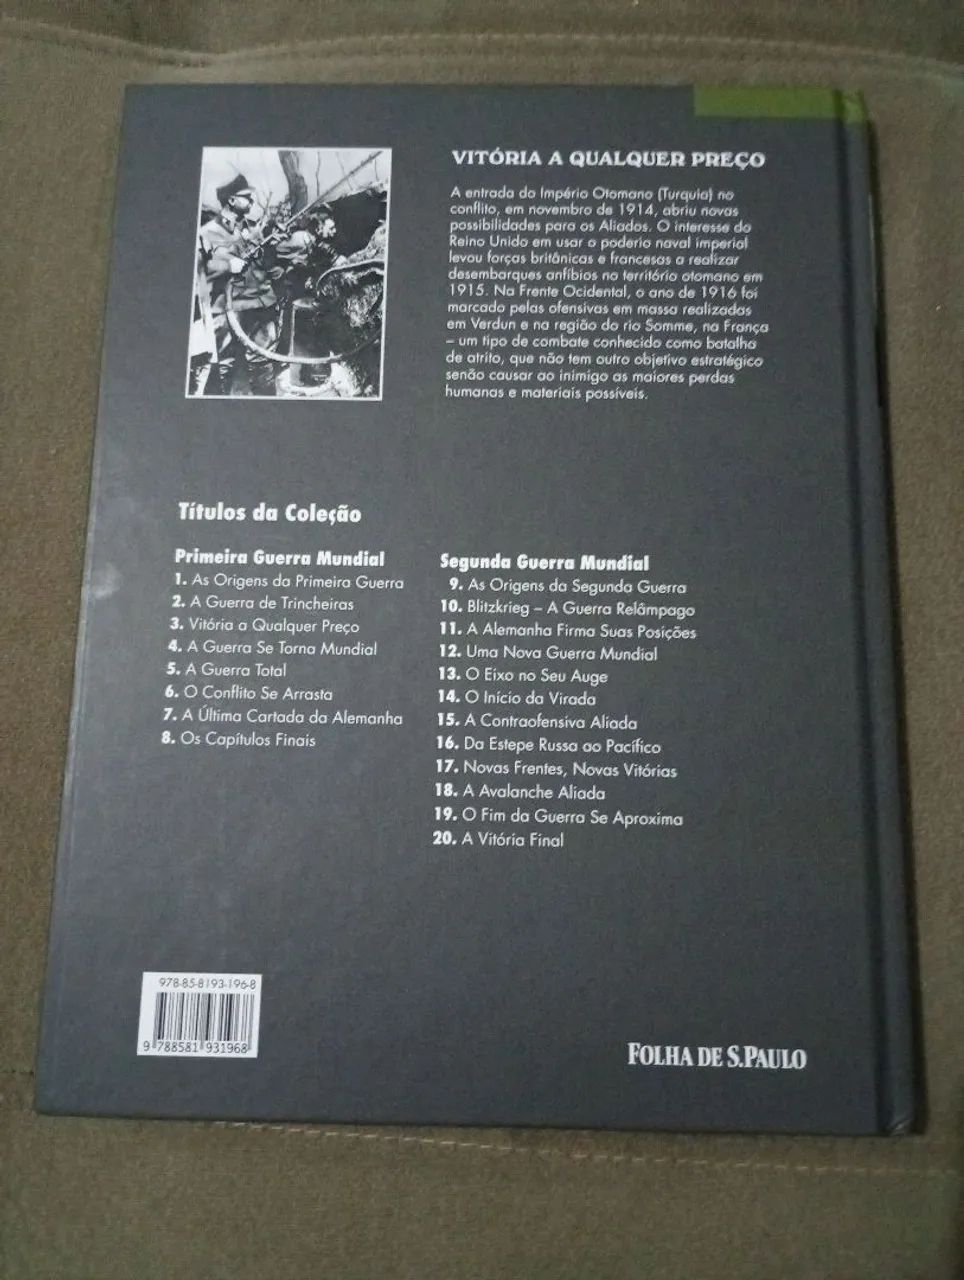 VITÓRIA A QUALQUER PREÇO
A entrada do Império Otomano (Turquia) no
conflito, em novembro de 1914, abriu novas
possibilidades para os Aliados. O interesse do
Reino Unido em usar o poderio naval imperial
levou forças britânicas e francesas a realizar
desembarques anfíbios no território otomano em
1915. Na Frente Ocidental, o ano de 1916 foi
marcado pelas ofensivas em massa realizadas
em Verdun e na região do rio Somme, na França
– um tipo de combate conhecido como batalha
de atrito, que não tem outro objetivo estratégico
senão causar ao inimigo as maiores perdas
humanas e materiais possíveis.
Títulos da Coleção
Primeira Guerra Mundial
1. As Origens da Primeira Guerra
2. A Guerra de Trincheiras
3. Vitória a Qualquer Preço
4. A Guerra Se Torna Mundial
5. A Guerra Total
6. O Conflito Se Arrasta
7. A Última Cartada da Alemanha
8. Os Capítulos Finais
Segunda Guerra Mundial
9. As Origens da Segunda Guerra
10. Blitzkrieg – A Guerra Relâmpago
11. A Alemanha Firma Suas Posições
12. Uma Nova Guerra Mundial
13. O Eixo no Seu Auge
14. O Início da Virada
15. A Contraofensiva Aliada
16. Da Estepe Russa ao Pacífico
17. Novas Frentes, Novas Vitórias
18. A Avalanche Aliada
19. O Fim da Guerra Se Aproxima
20. A Vitória Final
978-85-8193-196-8
9 788581 931968
FOLHA DE S.PAULO